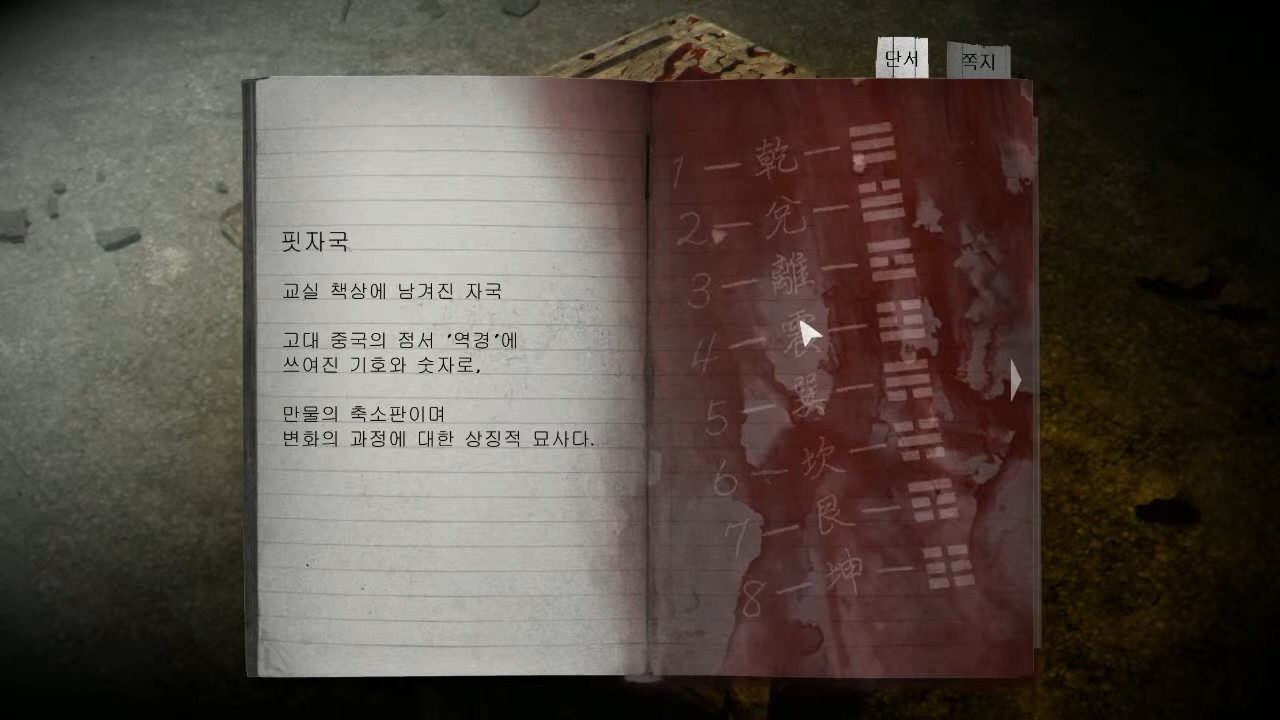 단서
쪽지
핏자국
교실 책상에 남겨진 자국
고대 중국의 점서 '역경'에
쓰여진 기호와 숫자로,
만물의 축소판이며
변화의 과정에 대한 상징적 묘사다.
1 — 乾 — ☰
2 — 兌 — ☱
3 — 離 — ☲
4 — 震 — ☳
5 — 巽 — ☴
6 — 坎 — ☵
7 — 艮 — ☶
8 — 坤 — ☷